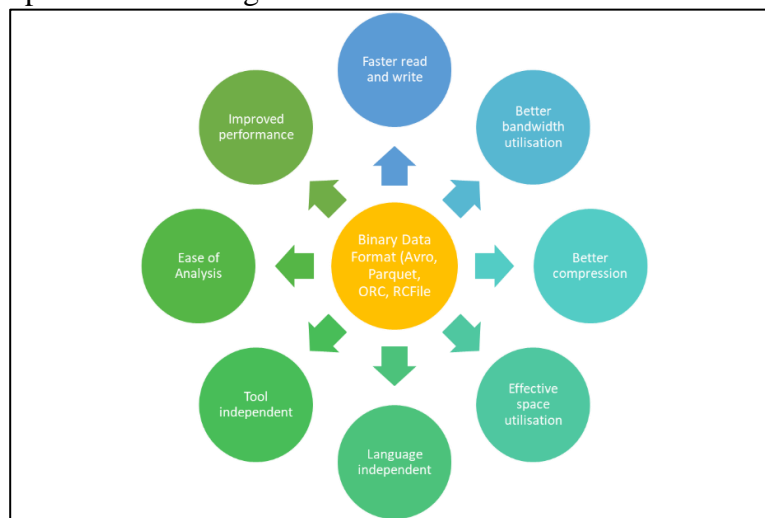 Faster read
and write
Better
bandwidth
utilisation
Better
compression
Effective
space
utilisation
Language
independent
Tool
independent
Ease of
Analysis
Improved
performance
Binary Data
Format (Avro,
Parquet,
ORC, RCFile